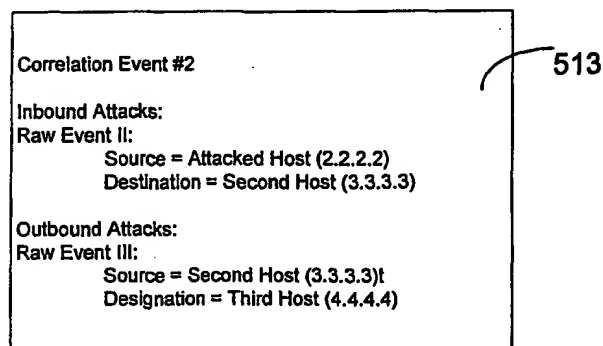 Correlation Event #2
513
Inbound Attacks:
Raw Event II:
Source = Attacked Host (2.2.2.2)
Destination = Second Host (3.3.3.3)
Outbound Attacks:
Raw Event III:
Source = Second Host (3.3.3.3)t
Designation = Third Host (4.4.4.4)